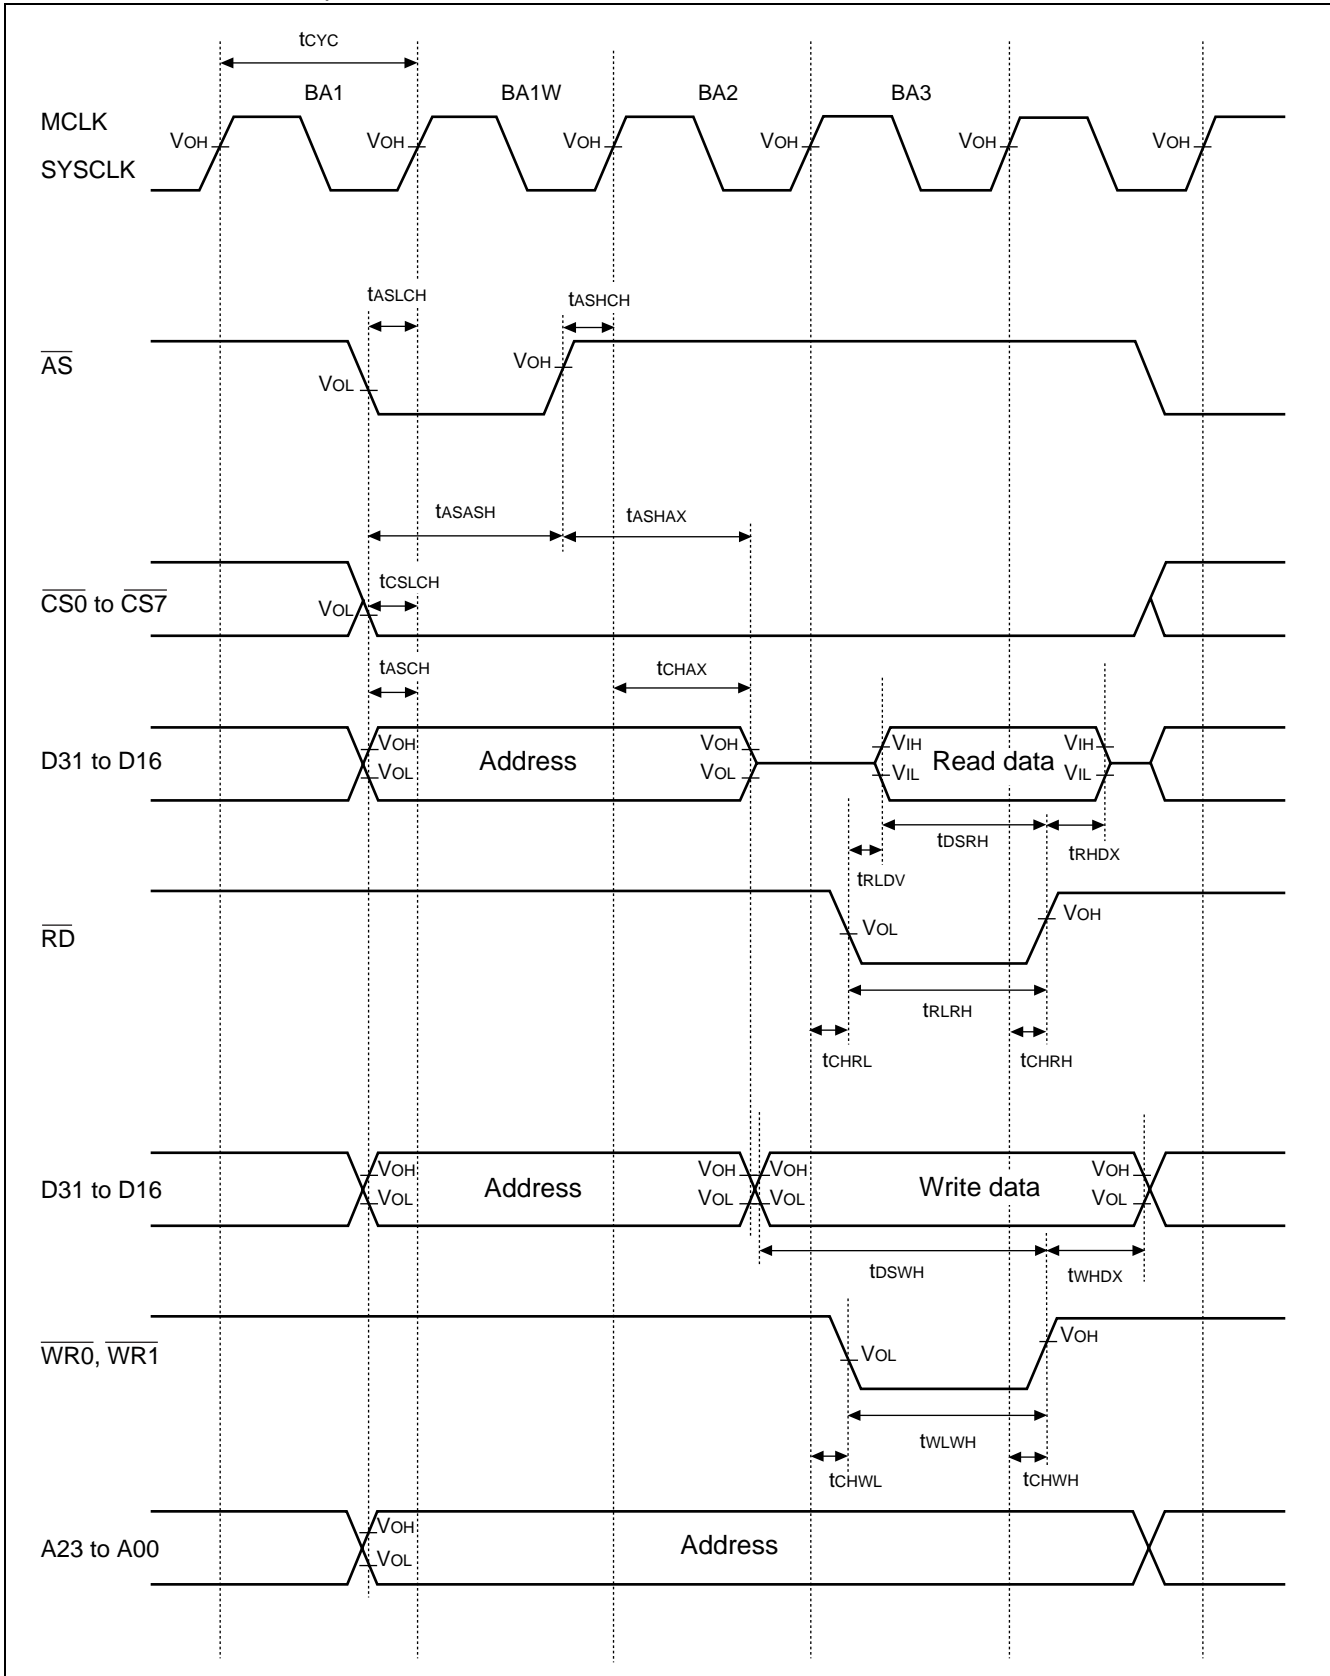 tCYC
BA1 BA1W BA2 BA3
MCLK
VOH VOH VOH VOH VOH VOH
SYSCLK
tASLCH tASHCH
AS
VOL VOH
tASASH tASHAX
tCSLCH
CS0 to CS7
VOL
tASCH tCHAX
D31 to D16
VOH VOL Address VOH VOL VIH VIL Read data VIH VIL
tDSRH tRHDX
tRLDV
RD
VOL VOH
tRLRH
tCHRL tCHRH
D31 to D16
VOH VOL Address VOH VOL VOH VOL Write data VOH VOL
tDSWH tWHDX
WR0, WR1
VOL VOH
tWLWH
tCHWL tCHWH
A23 to A00
VOH VOL Address